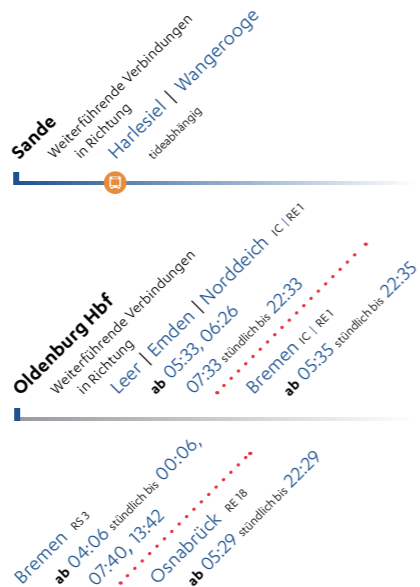 Sande
Weiterführende Verbindungen
in Richtung
Harlesiel | Wangerooge
tideabhängig
Oldenburg Hbf
Weiterführende Verbindungen
in Richtung
Leer | Emden | Norddeich IC | RE1
ab 05:33, 06:26
07:33 stündlich bis 22:33
Bremen IC | RE1
ab 05:35 stündlich bis 22:35
Bremen RS3
ab 04:06 stündlich bis 00:06,
07:40, 13:42
Osnabrück RE18
ab 05:29 stündlich bis 22:29